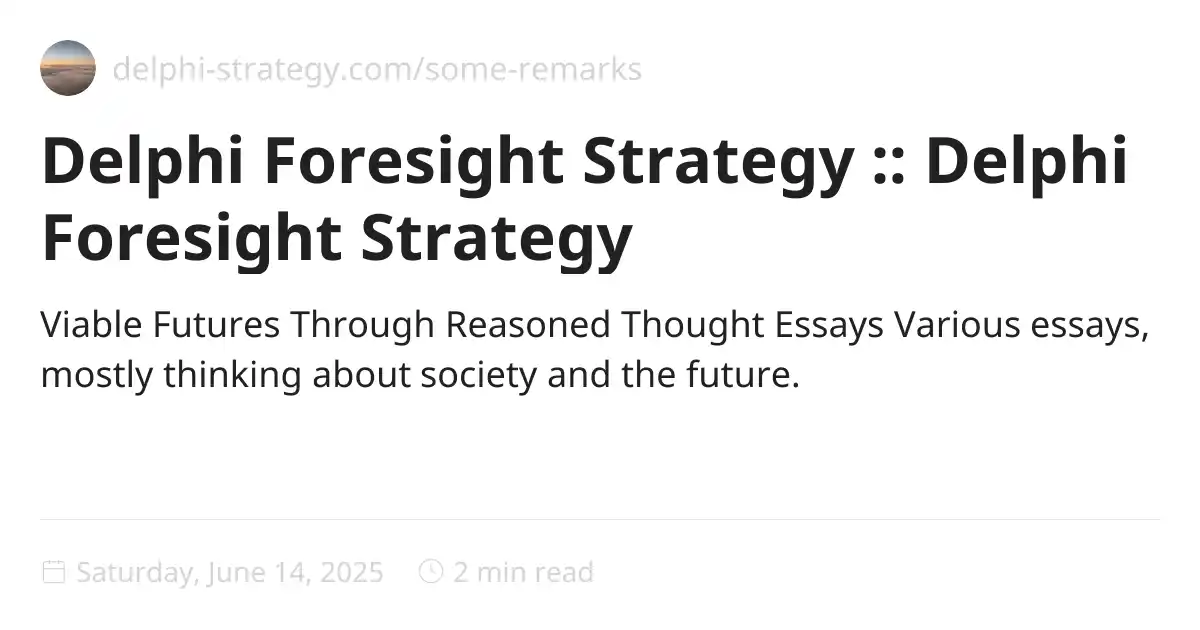 delphi-strategy.com/some-remarks
Delphi Foresight Strategy :: Delphi
Foresight Strategy
Viable Futures Through Reasoned Thought Essays Various essays,
mostly thinking about society and the future.
Saturday, June 14, 2025 2 min read